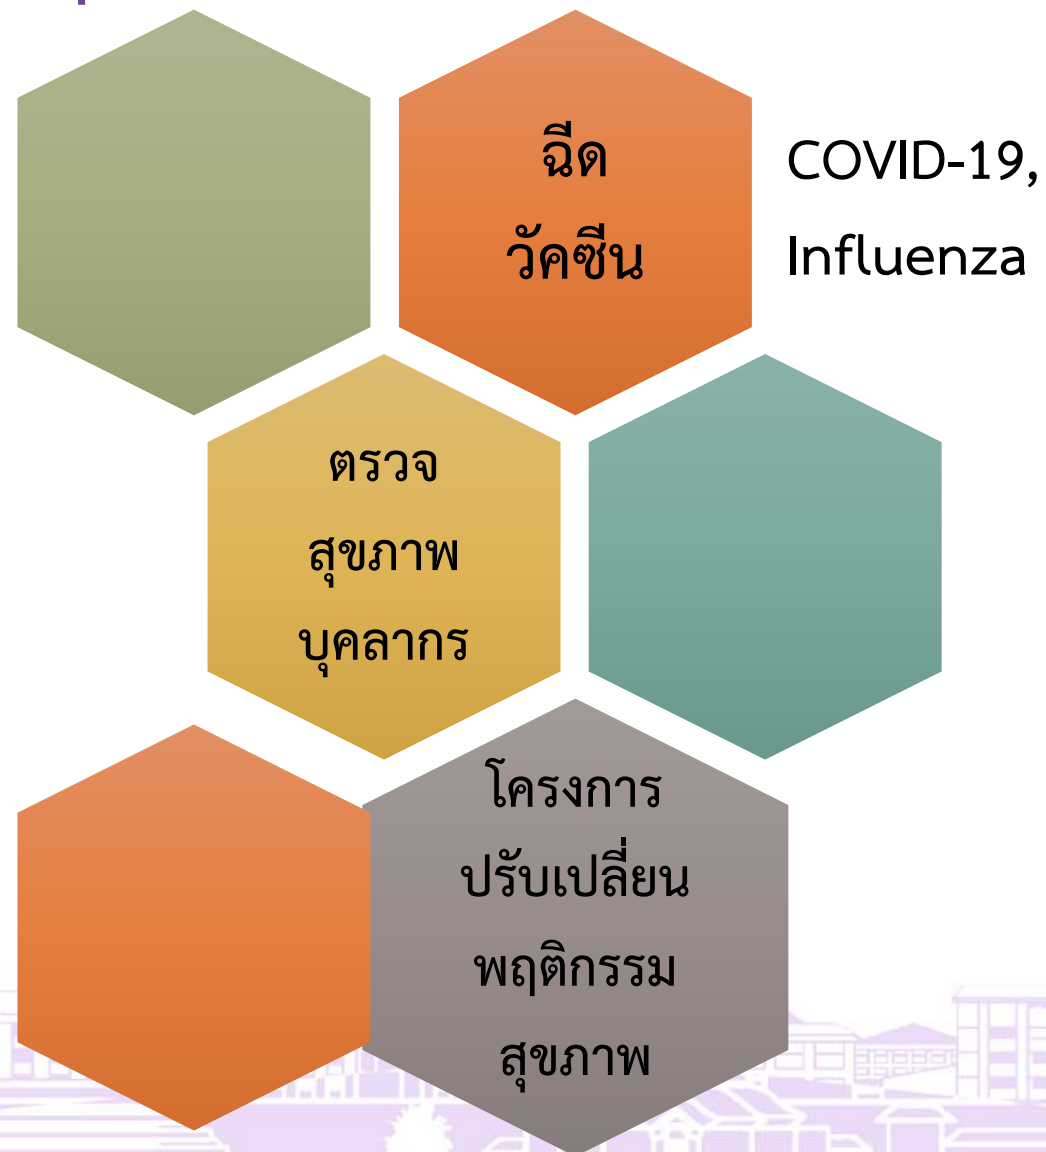 ฉีด
วัคซีน
COVID-19,
Influenza
ตรวจ
สุขภาพ
บุคลากร
โครงการ
ปรับเปลี่ยน
พฤติกรรม
สุขภาพ